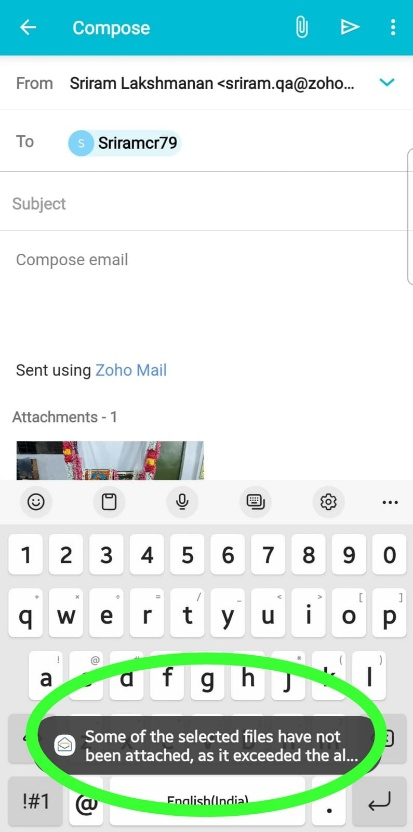 Compose
From Sriram Lakshmanan <sriram.qa@zoho...
To S Sriramcr79
Subject
Compose email
Sent using Zoho Mail
Attachments - 1
1 2 3 4 5 6 7 8 9 0
q w e r t y u i o p
a s d f g h j k l
Some of the selected files have not
been attached, as it exceeded the al...
!#1 @ English(India) .